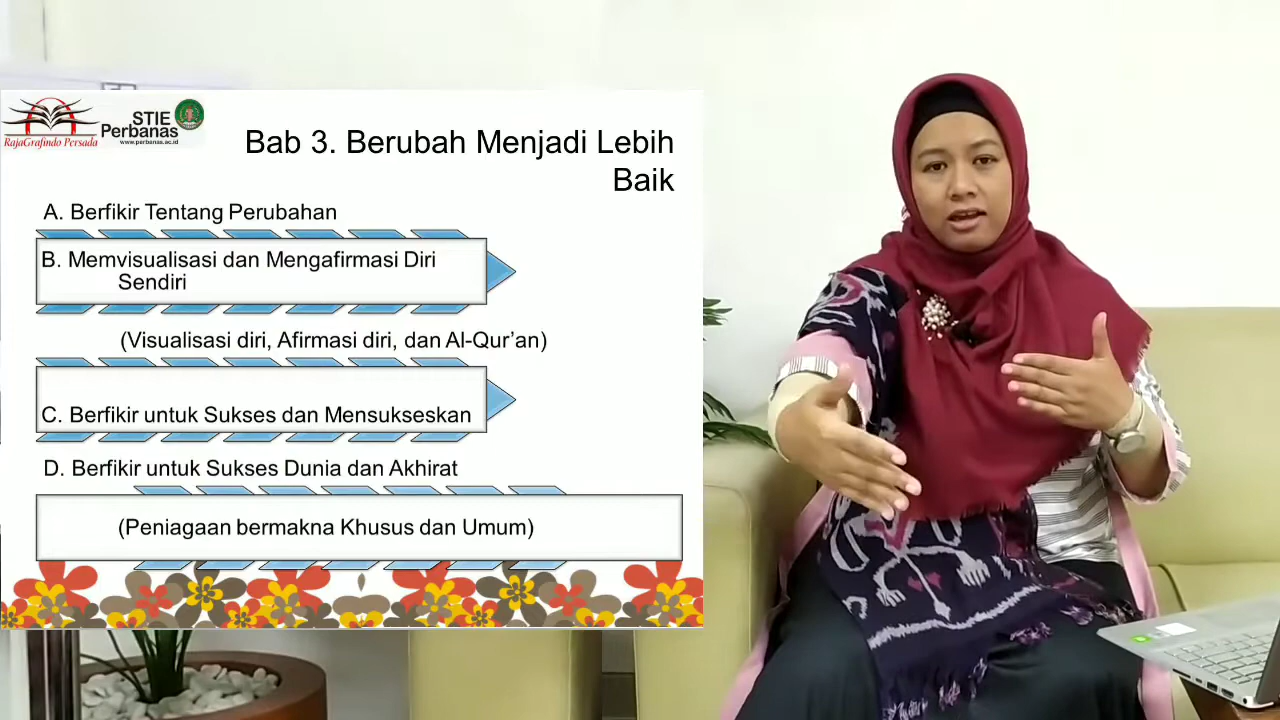 RajaGrafindo Persada
STIE
Perbanas
www.perbanas.ac.id
Bab 3. Berubah Menjadi Lebih
Baik
A. Berfikir Tentang Perubahan
B. Memvisualisasi dan Mengafirmasi Diri
Sendiri
(Visualisasi diri, Afirmasi diri, dan Al-Qur’an)
C. Berfikir untuk Sukses dan Mensukseskan
D. Berfikir untuk Sukses Dunia dan Akhirat
(Peniagaan bermakna Khusus dan Umum)